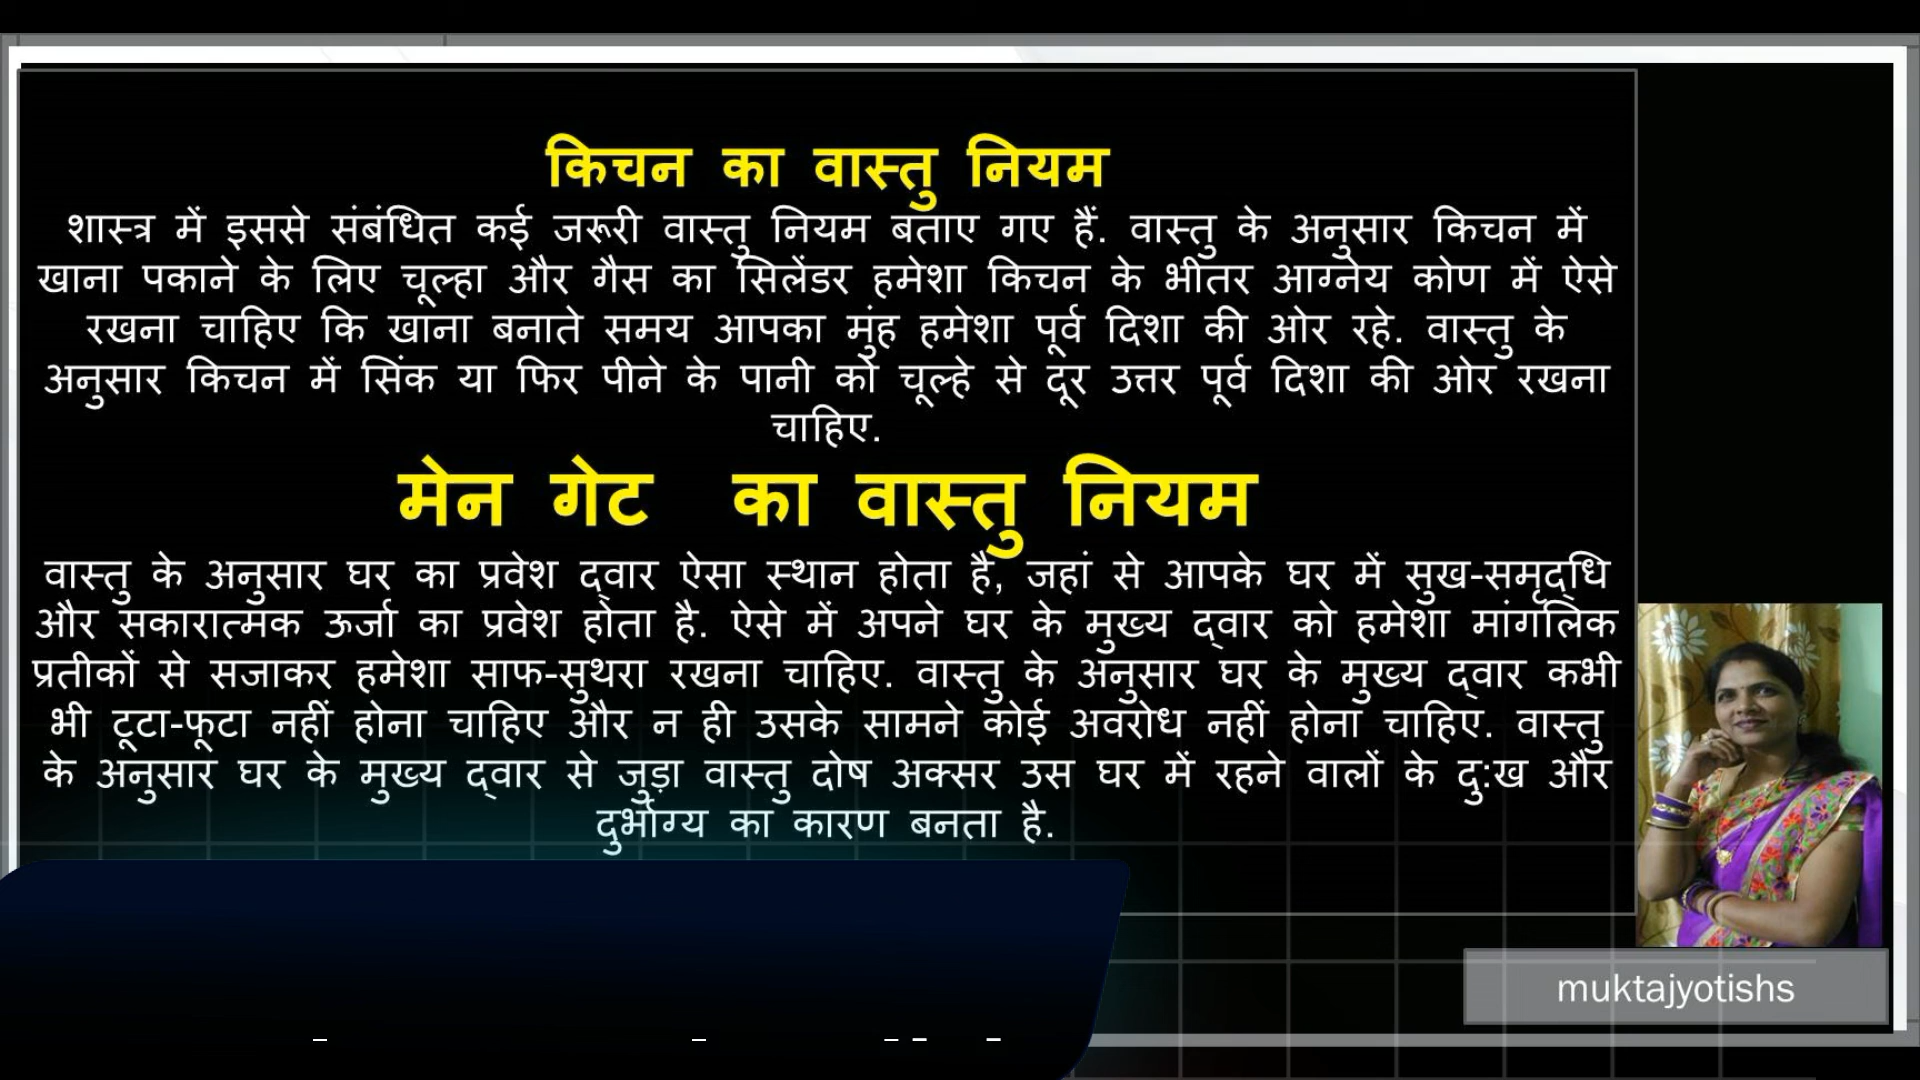 किचन का वास्तु नियम
शास्त्र में इससे संबंधित कई जरूरी वास्तु नियम बताए गए हैं. वास्तु के अनुसार किचन में
खाना पकाने के लिए चूल्हा और गैस का सिलेंडर हमेशा किचन के भीतर आग्नेय कोण में ऐसे
रखना चाहिए कि खाना बनाते समय आपका मुंह हमेशा पूर्व दिशा की ओर रहे. वास्तु के
अनुसार किचन में सिंक या फिर पीने के पानी को चूल्हे से दूर उत्तर पूर्व दिशा की ओर रखना
चाहिए.
मेन गेट का वास्तु नियम
वास्तु के अनुसार घर का प्रवेश द्वार ऐसा स्थान होता है, जहां से आपके घर में सुख-समृद्धि
और सकारात्मक ऊर्जा का प्रवेश होता है. ऐसे में अपने घर के मुख्य द्वार को हमेशा मांगलिक
प्रतीकों से सजाकर हमेशा साफ-सुथरा रखना चाहिए. वास्तु के अनुसार घर के मुख्य द्वार कभी
भी टूटा-फूटा नहीं होना चाहिए और न ही उसके सामने कोई अवरोध नहीं होना चाहिए. वास्तु
के अनुसार घर के मुख्य द्वार से जुड़ा वास्तु दोष अक्सर उस घर में रहने वालों के दु:ख और
दुर्भाग्य का कारण बनता है.
muktajyotishs